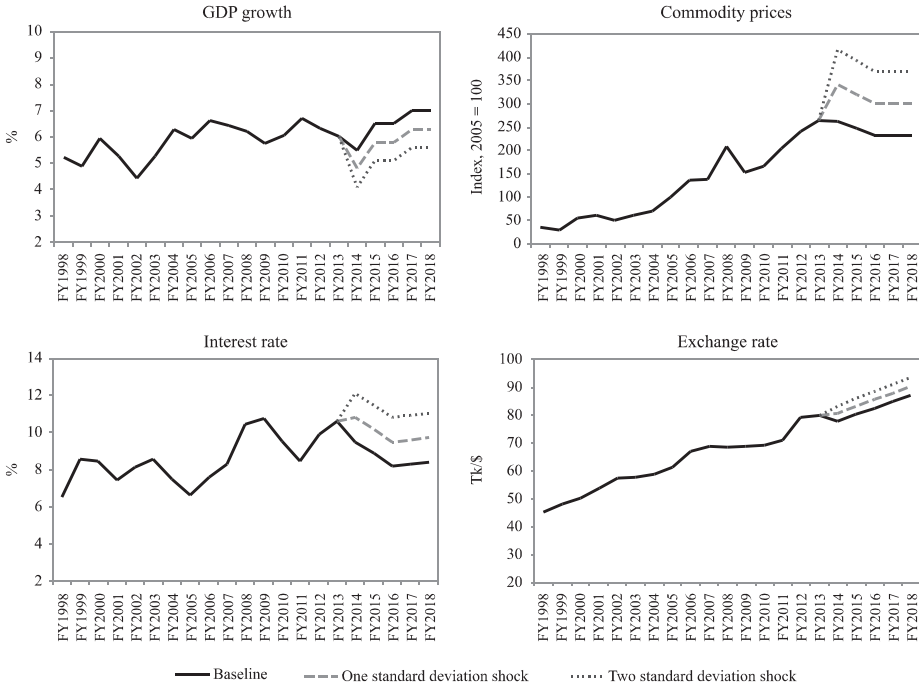 GDP growth
10
9
8
7
6
5
4
3
2
%
FY1998
FY1999
FY2000
FY2001
FY2002
FY2003
FY2004
FY2005
FY2006
FY2007
FY2008
FY2009
FY2010
FY2011
FY2012
FY2013
FY2014
FY2015
FY2016
FY2017
FY2018
Commodity prices
450
400
350
300
250
200
150
100
50
0
Index, 2005 = 100
FY1998
FY1999
FY2000
FY2001
FY2002
FY2003
FY2004
FY2005
FY2006
FY2007
FY2008
FY2009
FY2010
FY2011
FY2012
FY2013
FY2014
FY2015
FY2016
FY2017
FY2018
Interest rate
14
12
10
8
6
4
2
%
FY1998
FY1999
FY2000
FY2001
FY2002
FY2003
FY2004
FY2005
FY2006
FY2007
FY2008
FY2009
FY2010
FY2011
FY2012
FY2013
FY2014
FY2015
FY2016
FY2017
FY2018
Exchange rate
100
90
80
70
60
50
40
30
20
Tk/$
FY1998
FY1999
FY2000
FY2001
FY2002
FY2003
FY2004
FY2005
FY2006
FY2007
FY2008
FY2009
FY2010
FY2011
FY2012
FY2013
FY2014
FY2015
FY2016
FY2017
FY2018
Baseline
One standard deviation shock
Two standard deviation shock